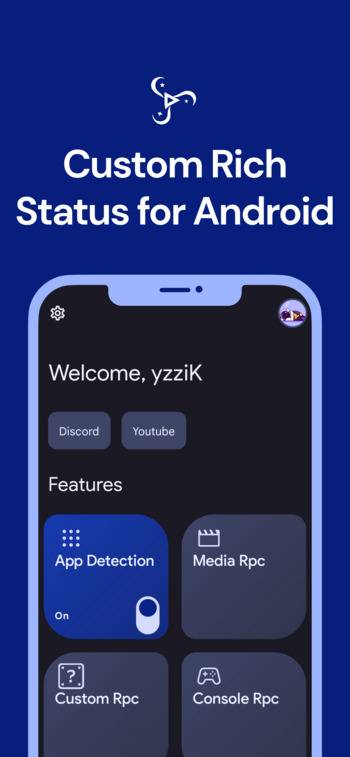 Custom Rich
Status for Android
Welcome, yzziK
Discord
Youtube
Features
App Detection
Media Rpc
On
?
Custom Rpc
Console Rpc